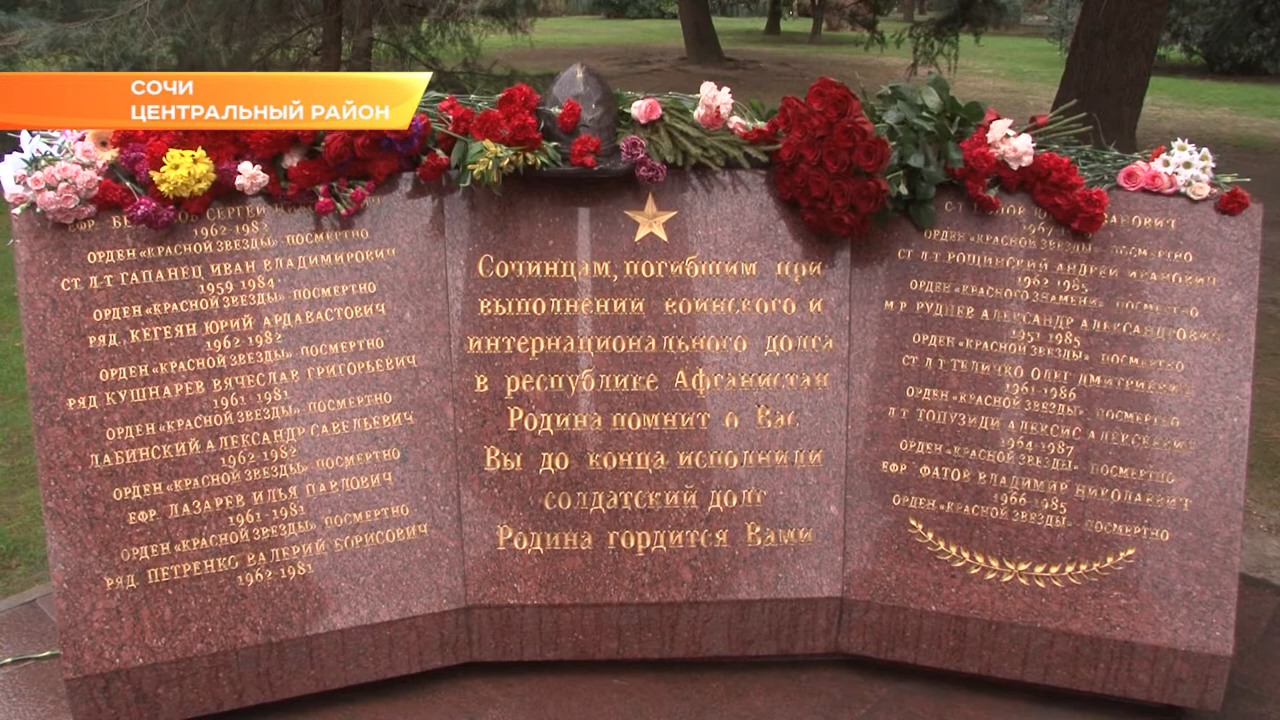 СОЧИ
ЦЕНТРАЛЬНЫЙ РАЙОН
ЕФР. СЕРГЕЙ
1962-1982
ОРДЕН «КРАСНОЙ ЗВЕЗДЫ» ПОСМЕРТНО
СТ Л-Т ГАПАНЕЦ ИВАН ВЛАДИМИРОВИЧ
1959 1984
ОРДЕН «КРАСНОЙ ЗВЕЗДЫ» ПОСМЕРТНО
РЯД. КЕГЕЯН ЮРИЙ АРДАВАСТОВИЧ
1962-1982
ОРДЕН «КРАСНОЙ ЗВЕЗДЫ» ПОСМЕРТНО
РЯД КУШНАРЕВ ВЯЧЕСЛАВ ГРИГОРЬЕВИЧ
1961-1981
ОРДЕН «КРАСНОЙ ЗВЕЗДЫ» ПОСМЕРТНО
ЛАБИНСКИЙ АЛЕКСАНДР САВЕЛЬЕВИЧ
1962-1982
ОРДЕН «КРАСНОЙ ЗВЕЗДЫ» ПОСМЕРТНО
ЕФР. ЛАЗАРЕВ ИЛЬЯ ПАВЛОВИЧ
1961-1981
ОРДЕН «КРАСНОЙ ЗВЕЗДЫ» ПОСМЕРТНО
РЯД. ПЕТРЕНКО ВАЛЕРИЙ БОРИСОВИЧ
1962-1981
Сочинцам, погибшим при
выполнении воинского и
интернационального долга
в республике Афганистан
Родина помнит о Вас
Вы до конца исполнили
солдатский долг
Родина гордится Вами
ОРДЕН «КРАСНОЙ ЗВЕЗДЫ» ПОСМЕРТНО
СТ Л-Т РОЩИНСКИЙ АНДРЕЙ ИВАНОВИЧ
1962 1985
ОРДЕН «КРАСНОГО ЗНАМЕНИ» ПОСМЕРТНО
М-Р РУДНЕВ АЛЕКСАНДР АЛЕКСАНДРОВИЧ
1951-1985
ОРДЕН «КРАСНОЙ ЗВЕЗДЫ» ПОСМЕРТНО
СТ Л-Т ТЕЛИЧКО ОЛЕГ ДМИТРИЕВИЧ
1961-1986
ОРДЕН «КРАСНОЙ ЗВЕЗДЫ» ПОСМЕРТНО
Л-Т ТОПУЗИДИ АЛЕКСИС АЛЕКСЕЕВИЧ
1964-1987
ОРДЕН «КРАСНОЙ ЗВЕЗДЫ» ПОСМЕРТНО
ЕФР ФАТОВ ВЛАДИМИР НИКОЛАЕВИЧ
1966-1985
ОРДЕН «КРАСНОЙ ЗВЕЗДЫ» ПОСМЕРТНО